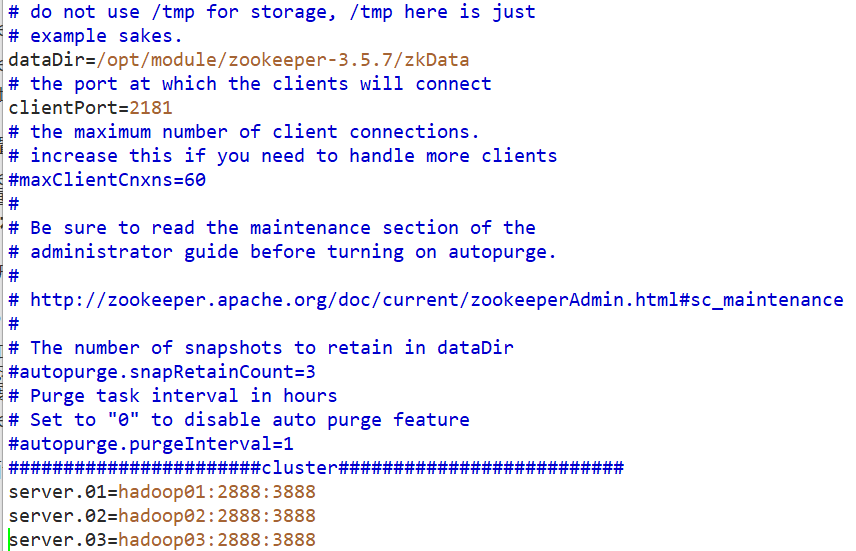 # do not use /tmp for storage, /tmp here is just
# example sakes.
dataDir=/opt/module/zookeeper-3.5.7/zkData
# the port at which the clients will connect
clientPort=2181
# the maximum number of client connections.
# increase this if you need to handle more clients
#maxClientCnxns=60
#
# Be sure to read the maintenance section of the
# administrator guide before turning on autopurge.
#
# http://zookeeper.apache.org/doc/current/zookeeperAdmin.html#sc_maintenance
#
# The number of snapshots to retain in dataDir
#autopurge.snapRetainCount=3
# Purge task interval in hours
# Set to "0" to disable auto purge feature
#autopurge.purgeInterval=1
#######################cluster##########################
server.01=hadoop01:2888:3888
server.02=hadoop02:2888:3888
server.03=hadoop03:2888:3888